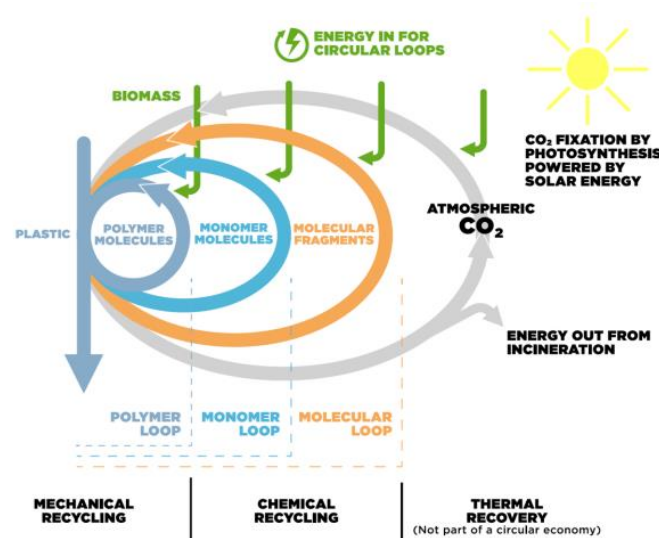 ENERGY IN FOR
CIRCULAR LOOPS
BIOMASS
CO₂ FIXATION BY
PHOTOSYNTHESIS
POWERED BY
SOLAR ENERGY
PLASTIC
POLYMER
MOLECULES
MONOMER
MOLECULES
MOLECULAR
FRAGMENTS
ATMOSPHERIC
CO₂
ENERGY OUT FROM
INCINERATION
POLYMER
LOOP
MONOMER
LOOP
MOLECULAR
LOOP
MECHANICAL
RECYCLING
CHEMICAL
RECYCLING
THERMAL
RECOVERY
(Not part of a circular economy)